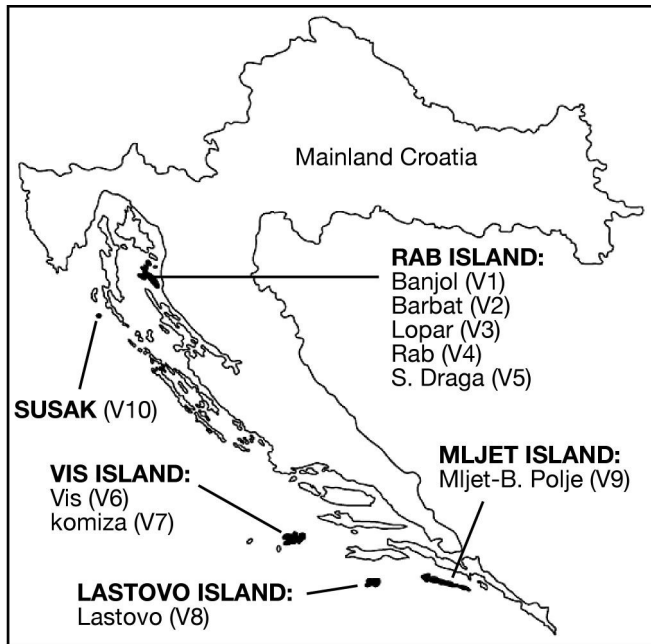 Mainland Croatia
RAB ISLAND:
Banjol (V1)
Barbat (V2)
Lopar (V3)
Rab (V4)
S. Draga (V5)
SUSAK (V10)
MLJET ISLAND:
Mljet-B. Polje (V9)
VIS ISLAND:
Vis (V6)
komiza (V7)
LASTOVO ISLAND:
Lastovo (V8)